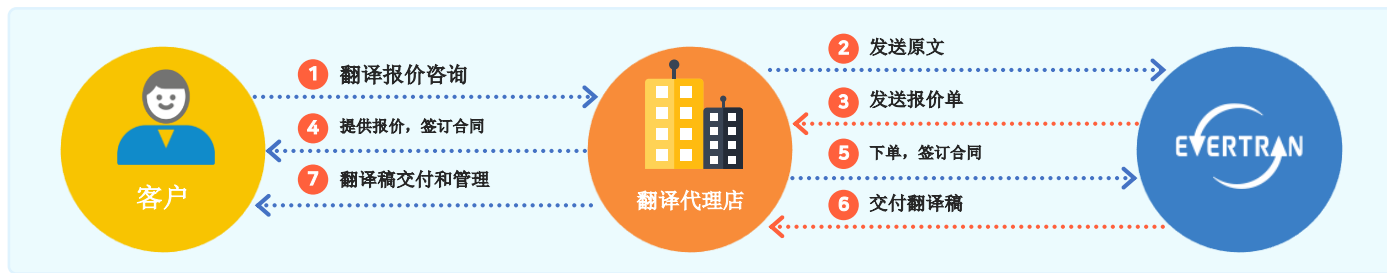 1 翻译报价咨询
4 提供报价，签订合同
7 翻译稿交付和管理
客户
翻译代理店
2 发送原文
3 发送报价单
5 下单，签订合同
6 交付翻译稿
EVERTRAN